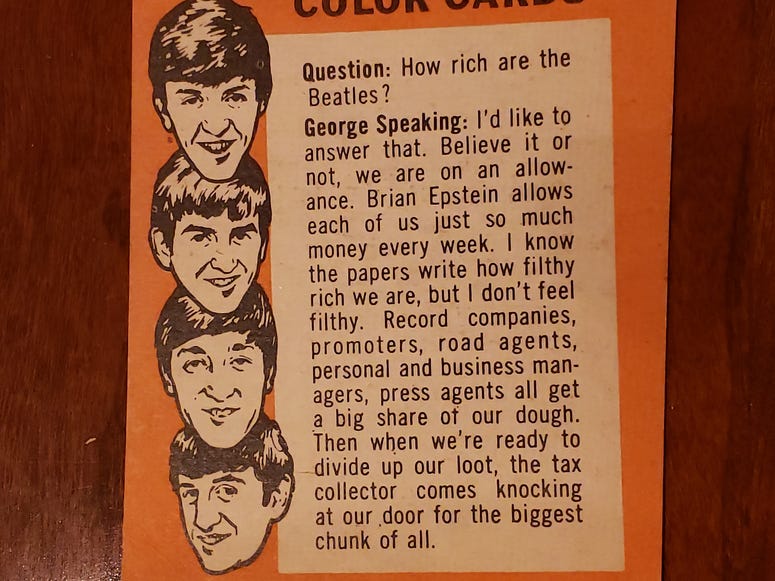 COLOR CARDS
Question: How rich are the
Beatles?
George Speaking: I'd like to
answer that. Believe it or
not, we are on an allow-
ance. Brian Epstein allows
each of us just so much
money every week. I know
the papers write how filthy
rich we are, but I don't feel
filthy. Record companies,
promoters, road agents,
personal and business man-
agers, press agents all get
a big share of our dough.
Then when we're ready to
divide up our loot, the tax
collector comes knocking
at our door for the biggest
chunk of all.